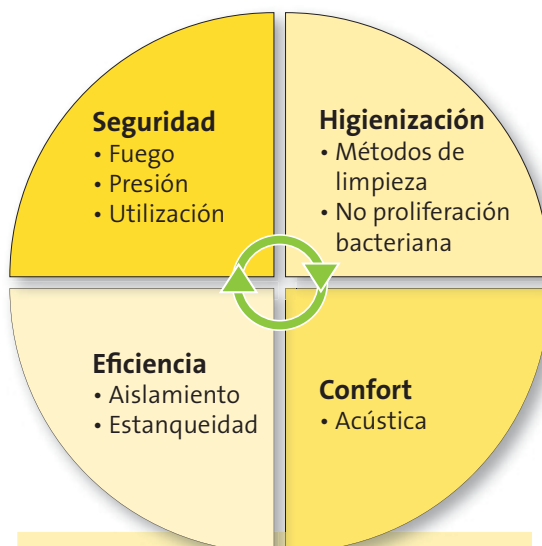 Seguridad
• Fuego
• Presión
• Utilización
Higienización
• Métodos de
limpieza
• No proliferación
bacteriana
Eficiencia
• Aislamiento
• Estanqueidad
Confort
• Acústica